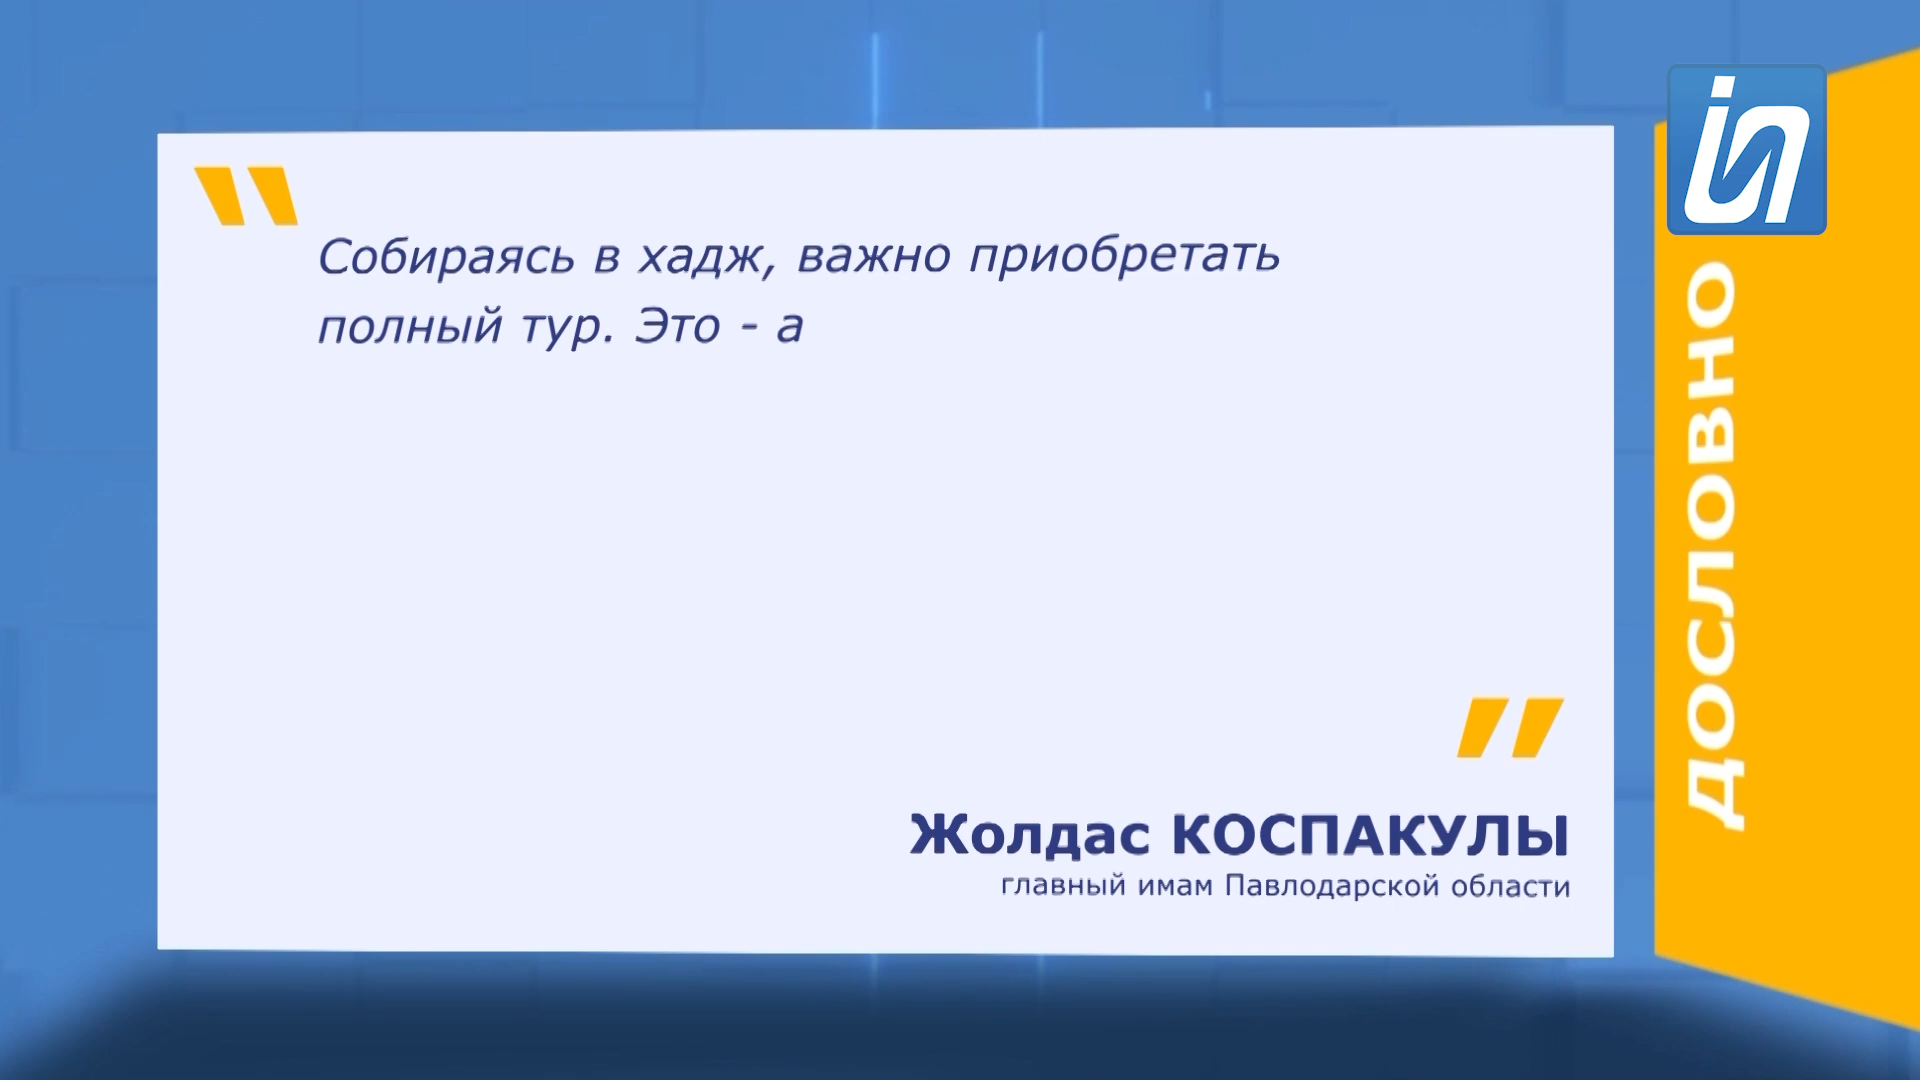 Собираясь в хадж, важно приобретать
полный тур. Это - а
Жолдас КОСПАКУЛЫ
главный имам Павлодарской области
ДОСЛОВНО